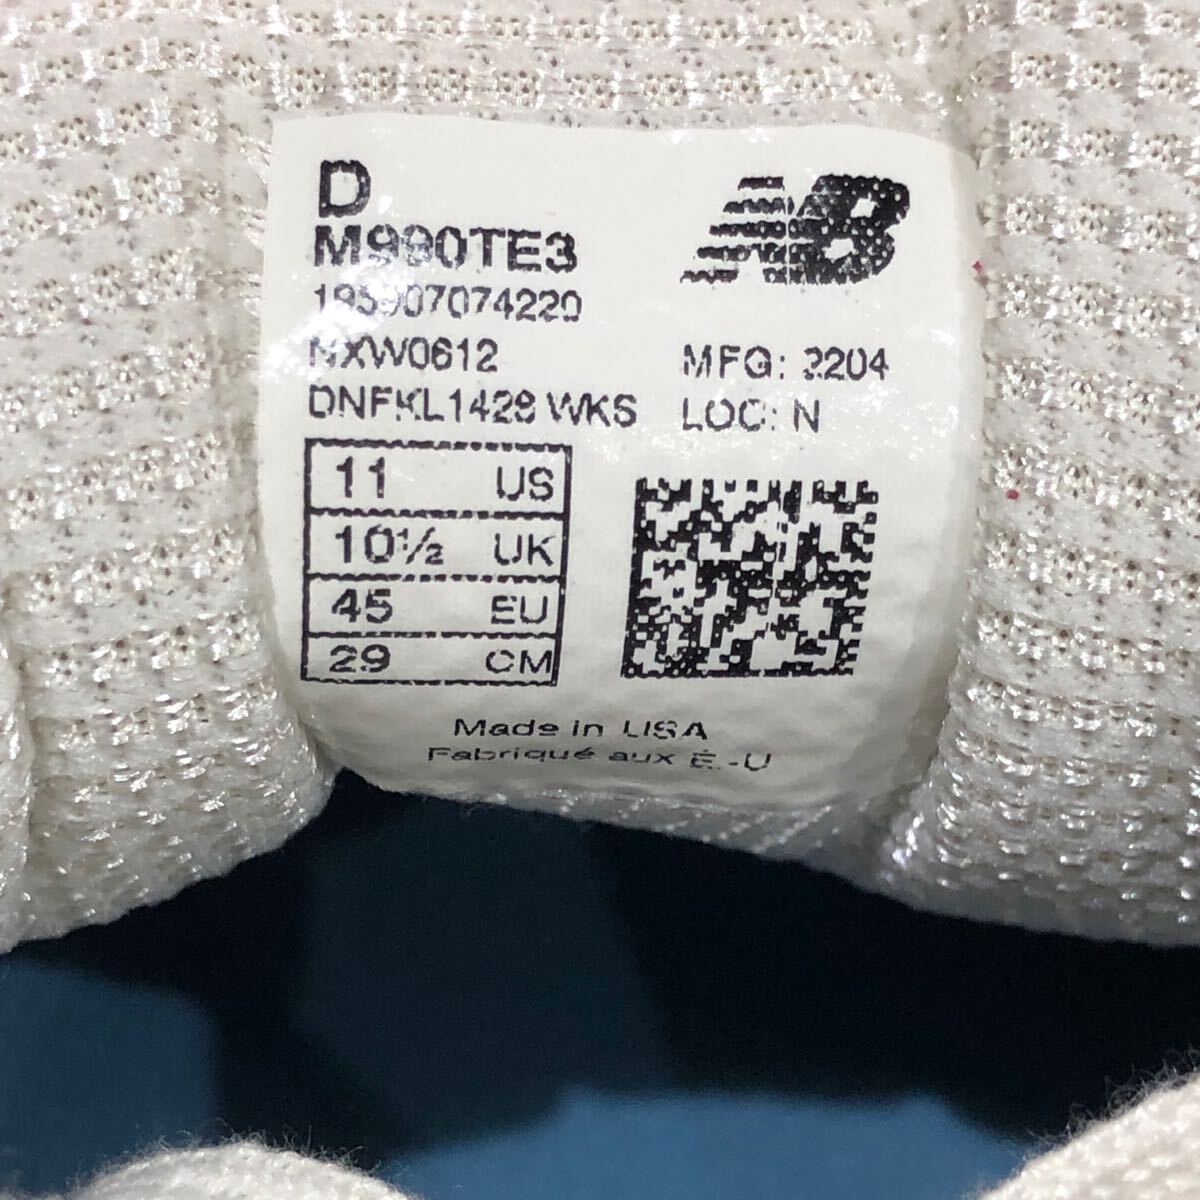 D
NB
M990TE3
195907074220
NXW0612
MFG: 2204
DNFKL1428 WKS
LOC: N
11 US
10½ UK
45 EU
29 CM
Made in USA
Fabriqué aux É.-U